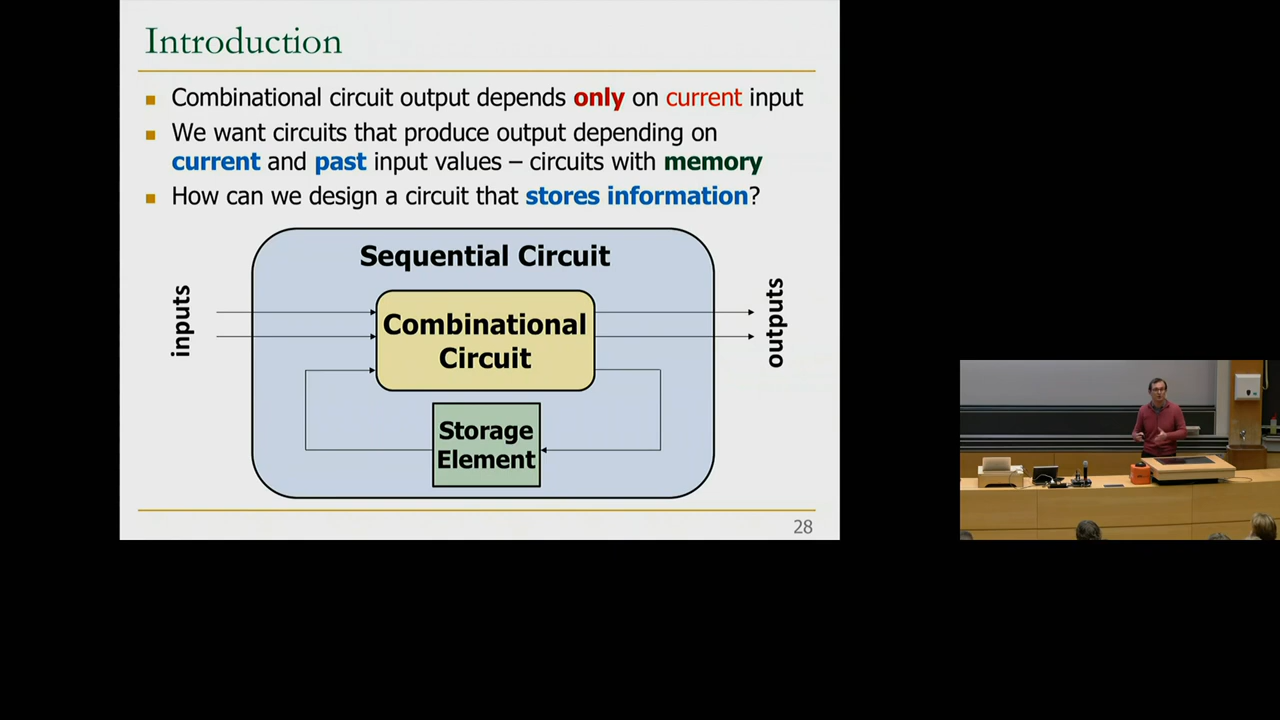 Introduction
Combinational circuit output depends only on current input
We want circuits that produce output depending on
current and past input values – circuits with memory
How can we design a circuit that stores information?
Sequential Circuit
inputs
Combinational
Circuit
outputs
Storage
Element
28